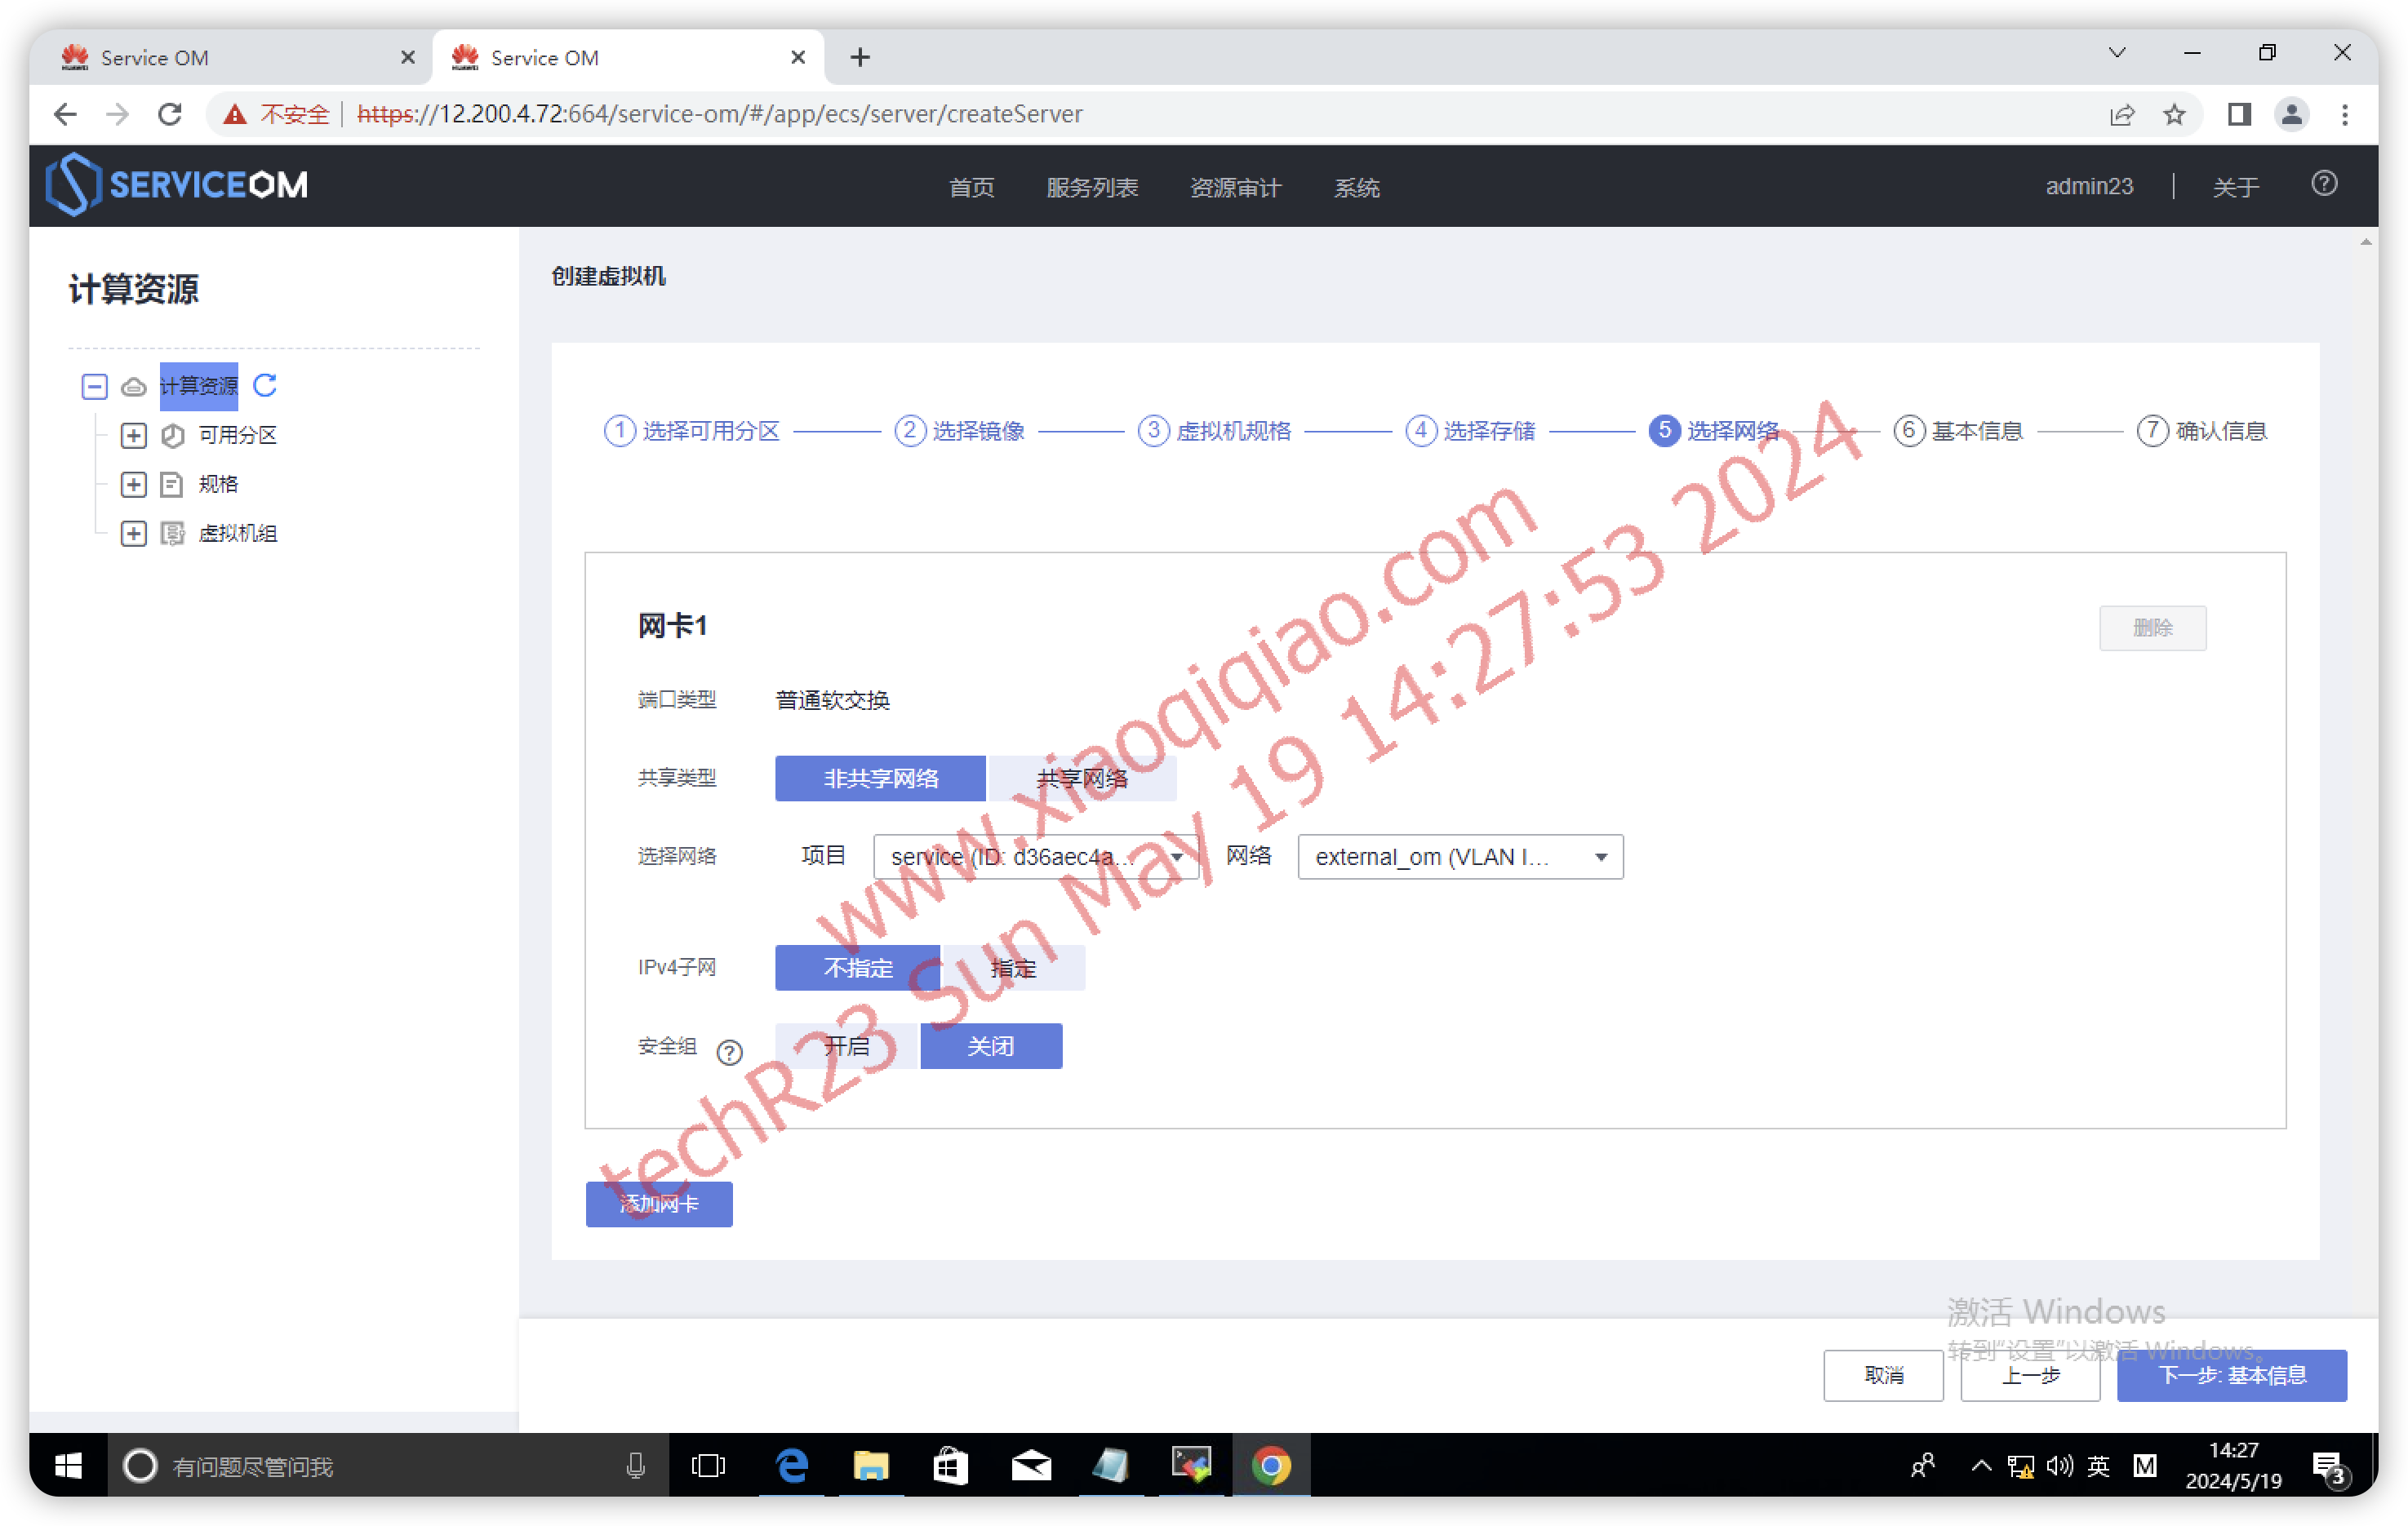 Service OM
Service OM
不安全
https://12.200.4.72:664/service-om/#/app/ecs/server/createServer
SERVICEOM
首页
服务列表
资源审计
系统
admin23
关于
计算资源
计算资源
可用分区
规格
虚拟机组
创建虚拟机
1 选择可用分区
2 选择镜像
3 虚拟机规格
4 选择存储
5 选择网络
6 基本信息
7 确认信息
网卡1
删除
端口类型 普通软交换
共享类型 非共享网络 共享网络
选择网络 项目 service (ID: d36aec4a... 网络 external_om (VLAN I...
IPv4子网 不指定 指定
安全组 开启 关闭
添加网卡
www.xiaoqiqiao.com
techR23 Sun May 19 14:27:53 2024
激活 Windows
转到“设置”以激活 Windows。
取消
上一步
下一步: 基本信息
有问题尽管问我
英
M
14:27
2024/5/19
3